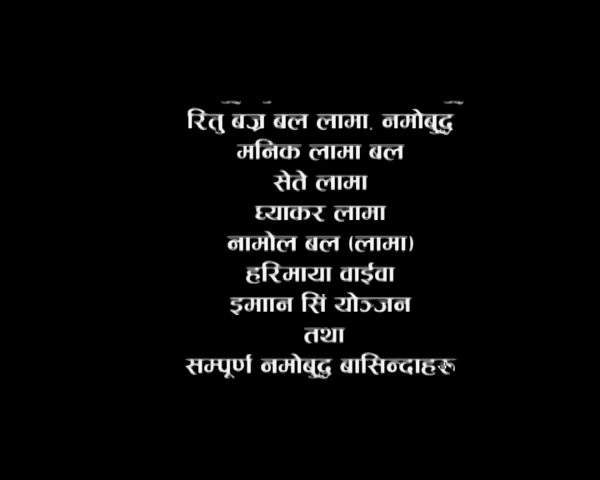 रितु बज्र बल लामा, नमोबुद्ध
मनिक लामा बल
सेते लामा
घ्याकर लामा
नामोल बल (लामा)
हरिमाया वाईवा
इमाान सिं योञ्जन
तथा
सम्पूर्ण नमोबुद्ध बासिन्दाहरू